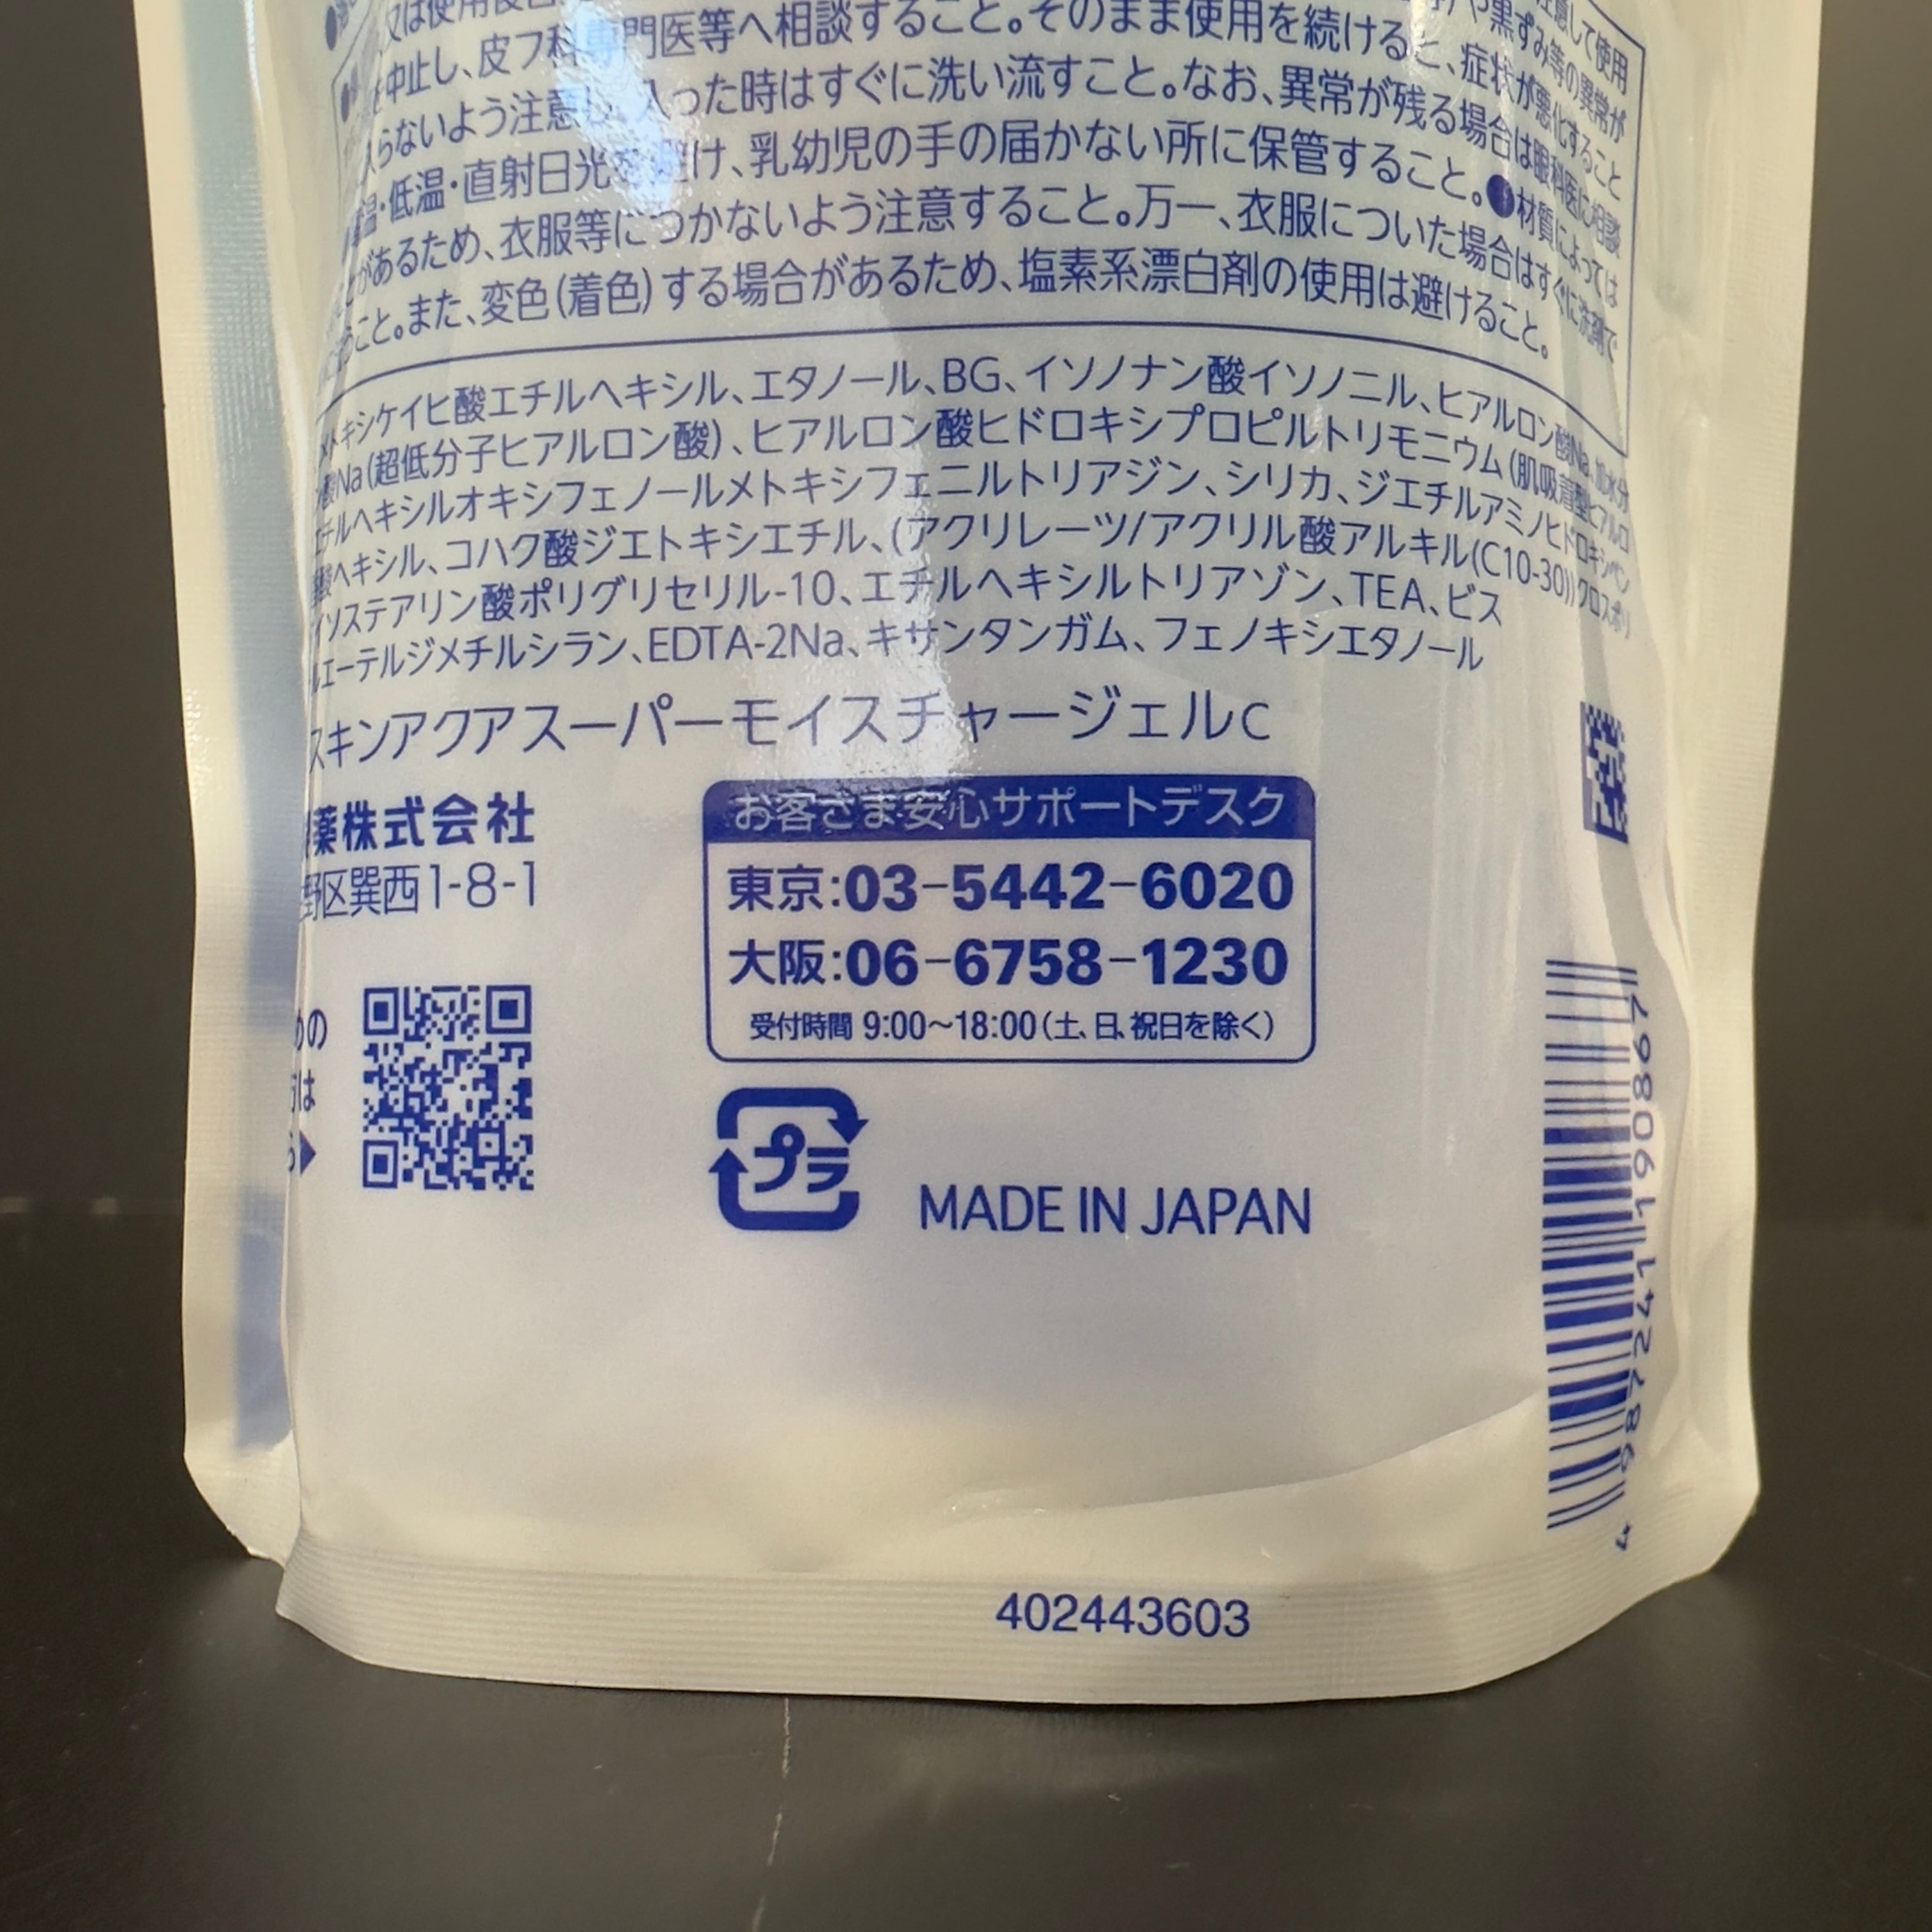 又は使用後
中止し、皮フ科専門医等へ相談すること。そのまま使用を続けると、症状が悪化すること
入らないよう注意し、入った時はすぐに洗い流すこと。なお、異常が残る場合は眼科医に相談
温・低温・直射日光を避け、乳幼児の手の届かない所に保管すること。●材質によっては
とがあるため、衣服等につかないよう注意すること。万一、衣服についた場合はすぐに洗剤で
こと。また、変色(着色)する場合があるため、塩素系漂白剤の使用は避けること。
メトキシケイヒ酸エチルヘキシル、エタノール、BG、イソノナン酸イソノニル、ヒアルロン酸Na、加水分
酸Na(超低分子ヒアルロン酸)、ヒアルロン酸ヒドロキシプロピルトリモニウム(肌吸着型ヒアルロ
エチルヘキシルオキシフェノールメトキシフェニルトリアジン、シリカ、ジエチルアミノヒドロキシベン
酸ヘキシル、コハク酸ジエトキシエチル、(アクリレーツ/アクリル酸アルキル(C10-30))クロスポリ
イソステアリン酸ポリグリセリル-10、エチルヘキシルトリアゾン、TEA、ビス
ルエーテルジメチルシラン、EDTA-2Na、キサンタンガム、フェノキシエタノール
スキンアクアスーパーモイスチャージェルC
薬株式会社
野区巽西1-8-1
お客さま安心サポートデスク
東京:03-5442-6020
大阪:06-6758-1230
受付時間 9:00~18:00(土、日、祝日を除く)
めの
は
プラ
MADE IN JAPAN
4 987241 160867
402443603